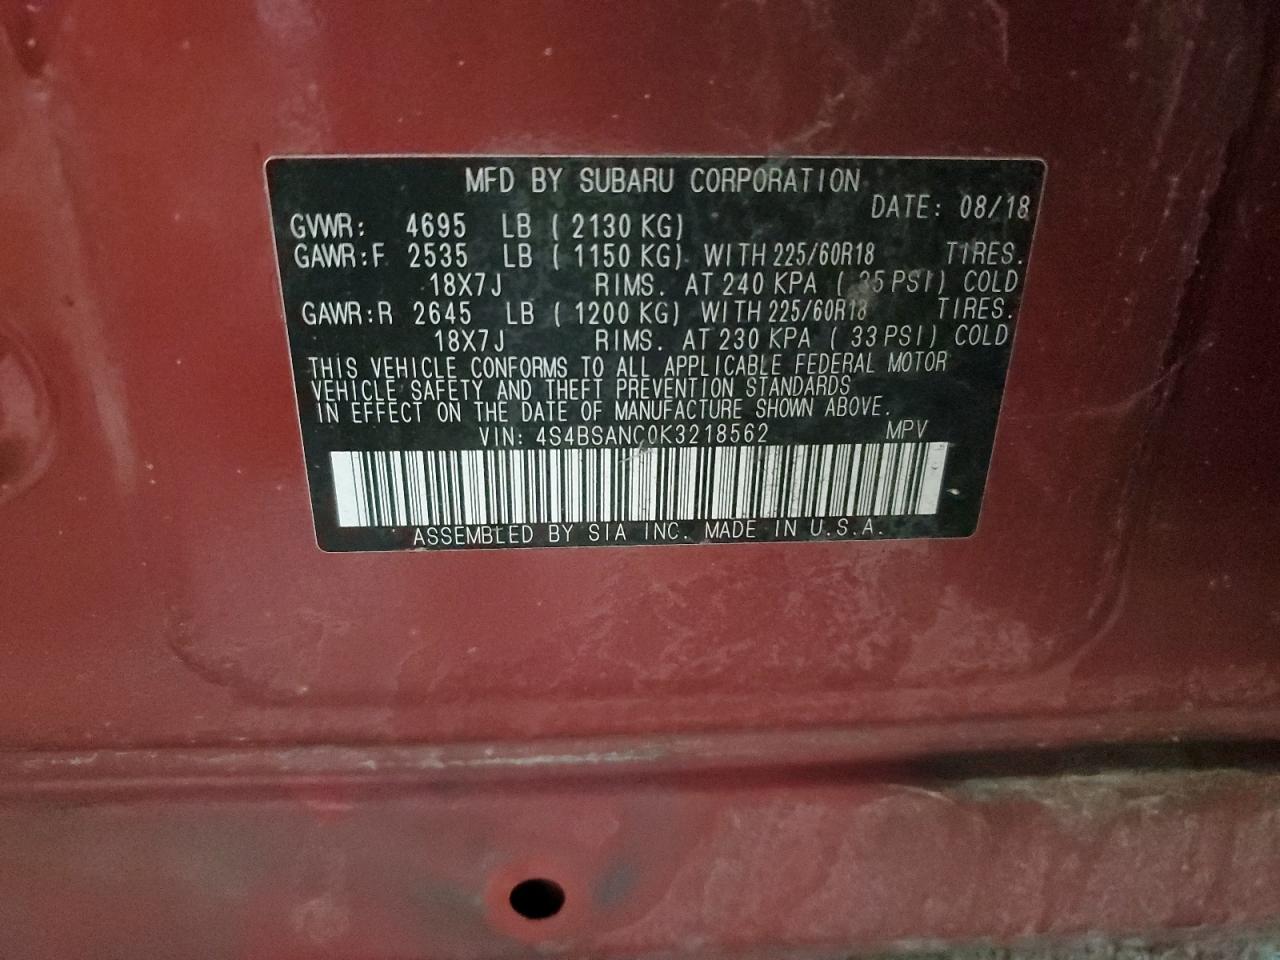 MFD BY SUBARU CORPORATION
DATE: 08/18
GVWR: 4695 LB ( 2130 KG)
GAWR:F 2535 LB ( 1150 KG) WITH 225/60R18 TIRES.
18X7J RIMS. AT 240 KPA ( 35 PSI) COLD
GAWR:R 2645 LB ( 1200 KG) WITH 225/60R18 TIRES.
18X7J RIMS. AT 230 KPA ( 33 PSI) COLD
THIS VEHICLE CONFORMS TO ALL APPLICABLE FEDERAL MOTOR
VEHICLE SAFETY AND THEFT PREVENTION STANDARDS
IN EFFECT ON THE DATE OF MANUFACTURE SHOWN ABOVE.
VIN: 4S4BSANC0K3218562 MPV
ASSEMBLED BY SIA INC. MADE IN U.S.A.